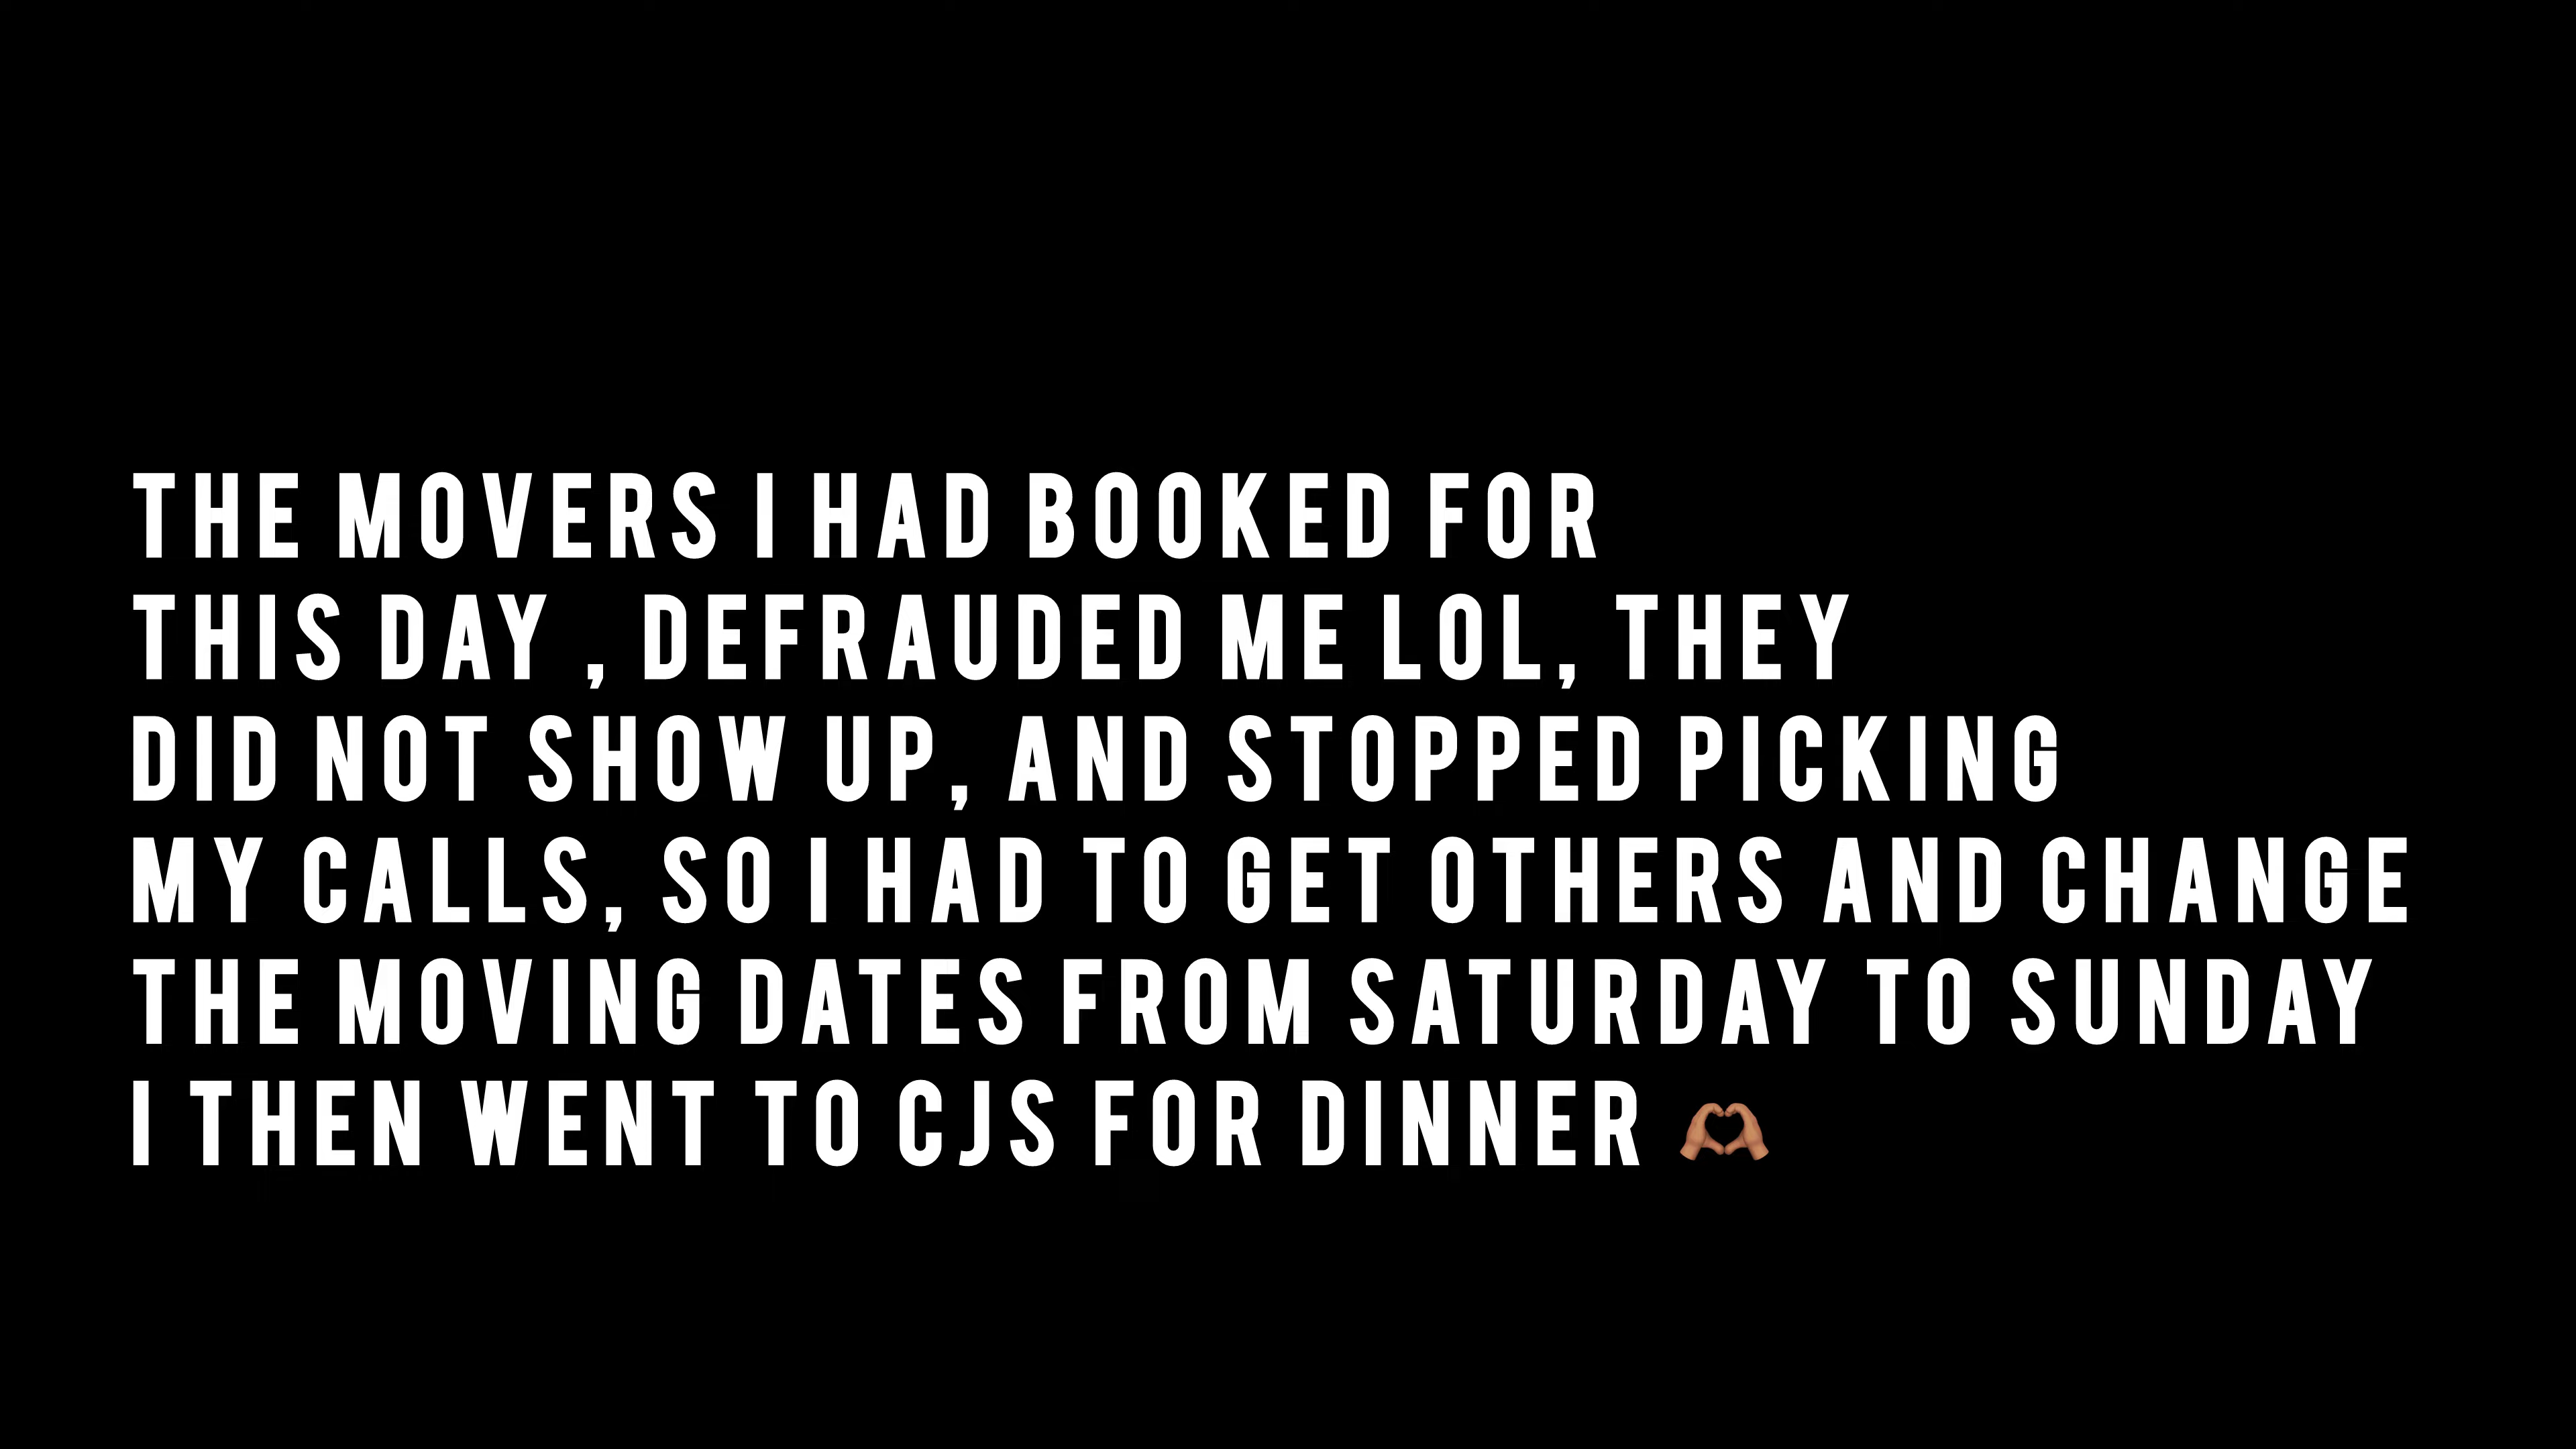 THE MOVERS I HAD BOOKED FOR
THIS DAY , DEFRAUDED ME LOL, THEY
DID NOT SHOW UP, AND STOPPED PICKING
MY CALLS, SO I HAD TO GET OTHERS AND CHANGE
THE MOVING DATES FROM SATURDAY TO SUNDAY
I THEN WENT TO CJS FOR DINNER 🫶🏽